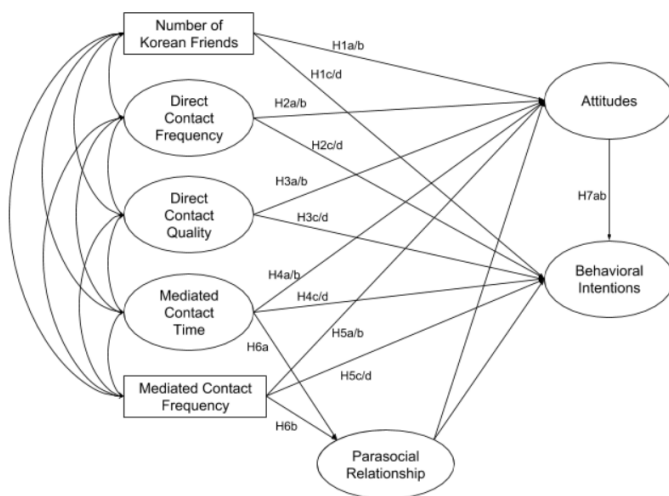 Number of
Korean Friends
H1a/b
H1c/d
Direct
Contact
Frequency
H2a/b
H2c/d
Attitudes
Direct
Contact
Quality
H3a/b
H3c/d
H7ab
Mediated
Contact
Time
H4a/b
H4c/d
Behavioral
Intentions
H6a
H5a/b
Mediated Contact
Frequency
H5c/d
H6b
Parasocial
Relationship